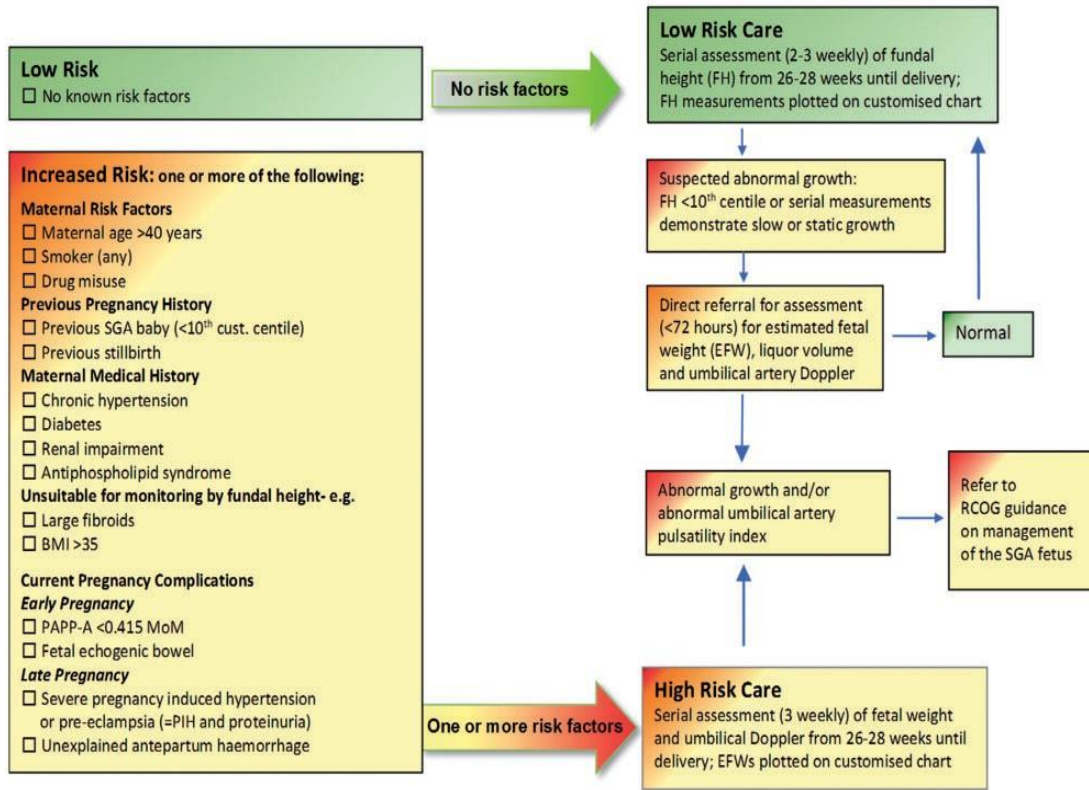 Low Risk
☐ No known risk factors
No risk factors
Low Risk Care
Serial assessment (2-3 weekly) of fundal
height (FH) from 26-28 weeks until delivery;
FH measurements plotted on customised chart
Increased Risk: one or more of the following:
Maternal Risk Factors
☐ Maternal age >40 years
☐ Smoker (any)
☐ Drug misuse
Previous Pregnancy History
☐ Previous SGA baby (<10th cust. centile)
☐ Previous stillbirth
Maternal Medical History
☐ Chronic hypertension
☐ Diabetes
☐ Renal impairment
☐ Antiphospholipid syndrome
Unsuitable for monitoring by fundal height- e.g.
☐ Large fibroids
☐ BMI >35
Current Pregnancy Complications
Early Pregnancy
☐ PAPP-A <0.415 MoM
☐ Fetal echogenic bowel
Late Pregnancy
☐ Severe pregnancy induced hypertension
or pre-eclampsia (=PIH and proteinuria)
☐ Unexplained antepartum haemorrhage
One or more risk factors
Suspected abnormal growth:
FH <10th centile or serial measurements
demonstrate slow or static growth
Direct referral for assessment
(<72 hours) for estimated fetal
weight (EFW), liquor volume
and umbilical artery Doppler
Normal
Abnormal growth and/or
abnormal umbilical artery
pulsatility index
Refer to
RCOG guidance
on management
of the SGA fetus
High Risk Care
Serial assessment (3 weekly) of fetal weight
and umbilical Doppler from 26-28 weeks until
delivery; EFWs plotted on customised chart